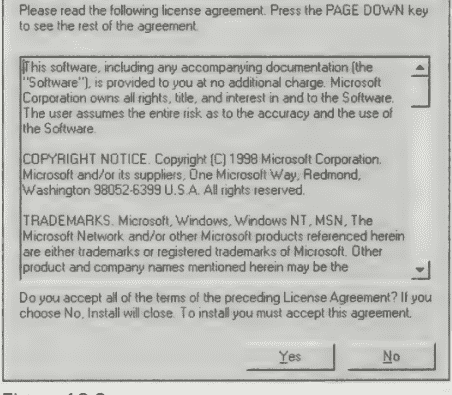 Please read the following license agreement. Press the PAGE DOWN key
to see the rest of the agreement.
This software, including any accompanying documentation (the
"Software"), is provided to you at no additional charge. Microsoft
Corporation owns all rights, title, and interest in and to the Software.
The user assumes the entire risk as to the accuracy and the use of
the Software.
COPYRIGHT NOTICE. Copyright (C) 1998 Microsoft Corporation.
Microsoft and/or its suppliers, One Microsoft Way, Redmond,
Washington 98052-6399 U.S.A. All rights reserved.
TRADEMARKS. Microsoft, Windows, Windows NT, MSN, The
Microsoft Network and/or other Microsoft products referenced herein
are either trademarks or registered trademarks of Microsoft. Other
product and company names mentioned herein may be the
Do you accept all of the terms of the preceding License Agreement? If you
choose No, Install will close. To install you must accept this agreement.
Yes No